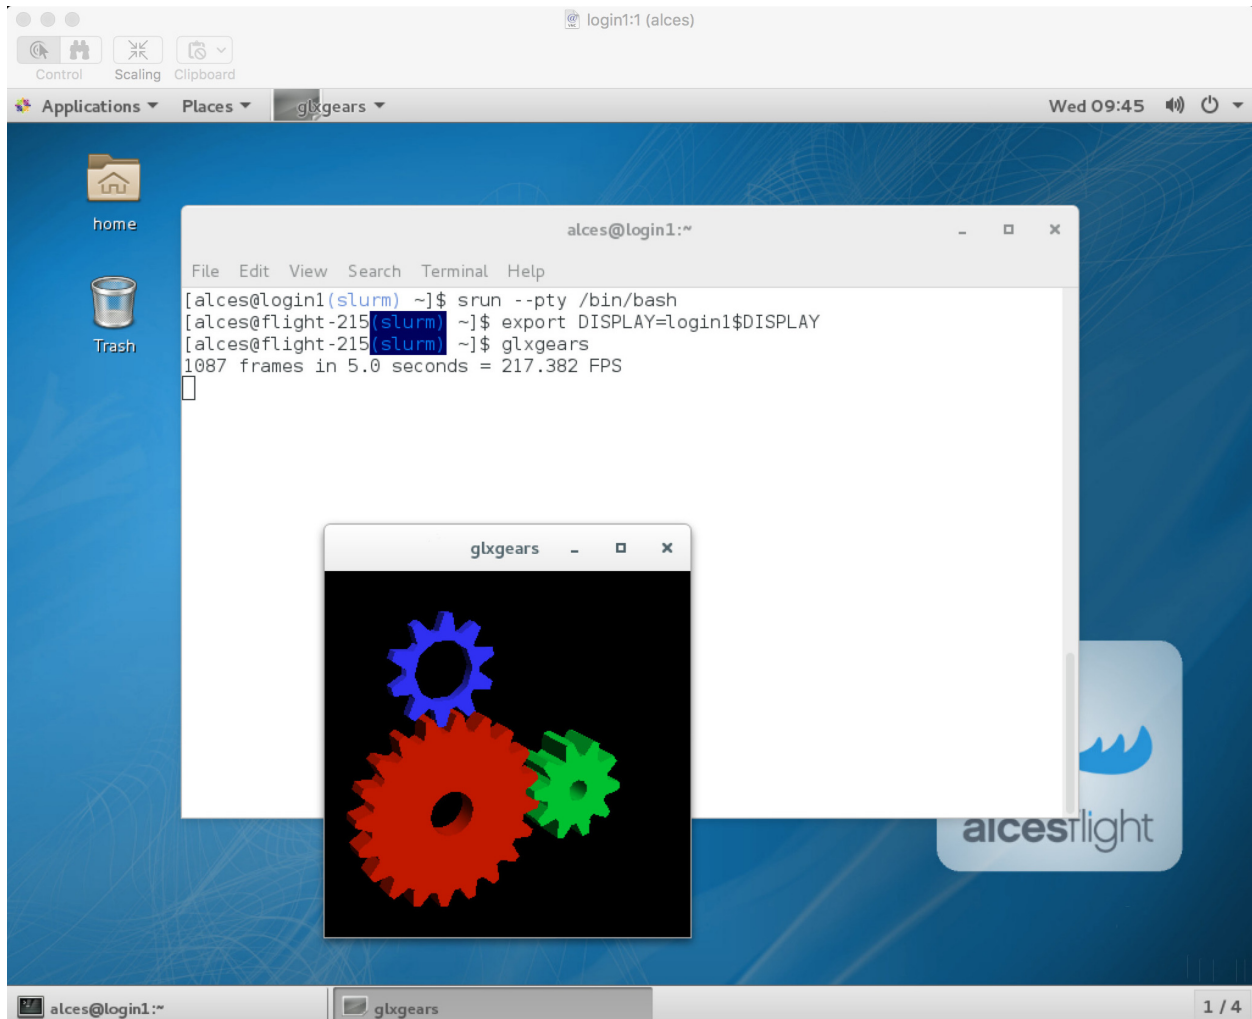 login1:1 (alces)
Control Scaling Clipboard
Applications Places glxgears Wed 09:45
home
Trash
alces@login1:~
File Edit View Search Terminal Help
[alces@login1(slurm) ~]$ srun --pty /bin/bash
[alces@flight-215(slurm) ~]$ export DISPLAY=login1$DISPLAY
[alces@flight-215(slurm) ~]$ glxgears
1087 frames in 5.0 seconds = 217.382 FPS
glxgears
alcesflight
alces@login1:~ glxgears 1 / 4